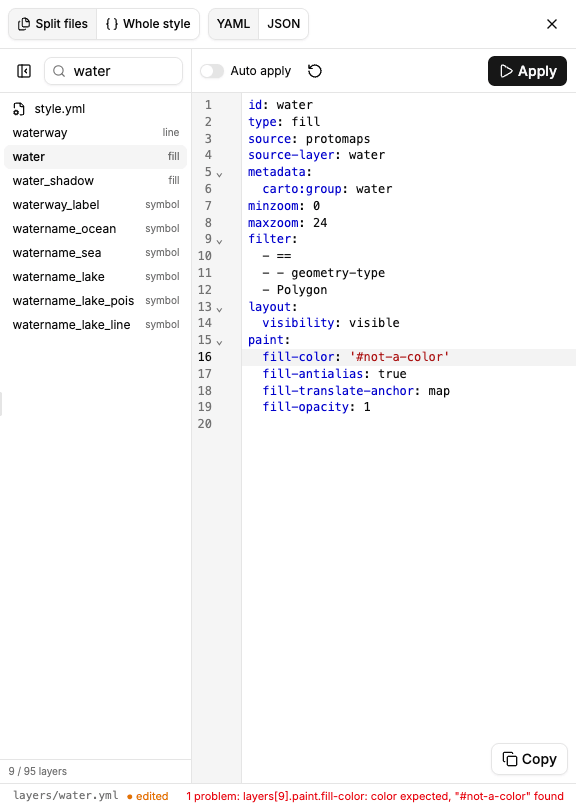 Split files
{ } Whole style
YAML
JSON
water
Auto apply
Apply
style.yml
waterway line
water fill
water_shadow fill
waterway_label symbol
watername_ocean symbol
watername_sea symbol
watername_lake symbol
watername_lake_pois symbol
watername_lake_line symbol
9 / 95 layers
1 id: water
2 type: fill
3 source: protomaps
4 source-layer: water
5 metadata:
6   carto:group: water
7 minzoom: 0
8 maxzoom: 24
9 filter:
10   - ==
11   - - geometry-type
12   - Polygon
13 layout:
14   visibility: visible
15 paint:
16   fill-color: '#not-a-color'
17   fill-antialias: true
18   fill-translate-anchor: map
19   fill-opacity: 1
20
Copy
layers/water.yml ● edited 1 problem: layers[9].paint.fill-color: color expected, "#not-a-color" found